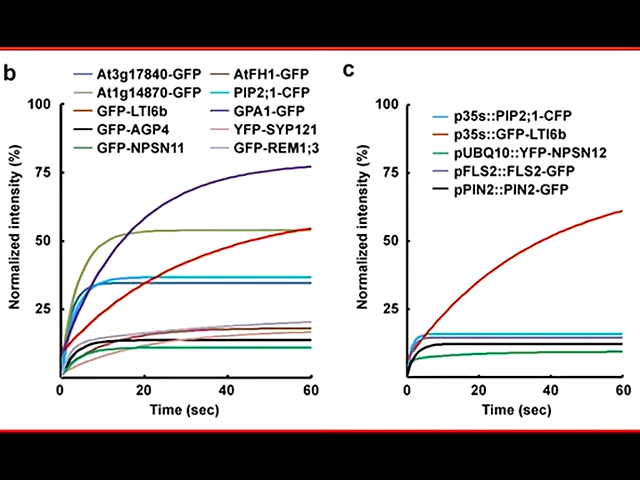 b
At3g17840-GFP AtFH1-GFP
At1g14870-GFP PIP2;1-CFP
GFP-LTI6b GPA1-GFP
GFP-AGP4 YFP-SYP121
GFP-NPSN11 GFP-REM1;3
Normalized intensity (%)
100
75
50
25
0 20 40 60
Time (sec)
c
p35s::PIP2;1-CFP
p35s::GFP-LTI6b
pUBQ10::YFP-NPSN12
pFLS2::FLS2-GFP
pPIN2::PIN2-GFP
Normalized intensity (%)
100
75
50
25
0 20 40 60
Time (sec)